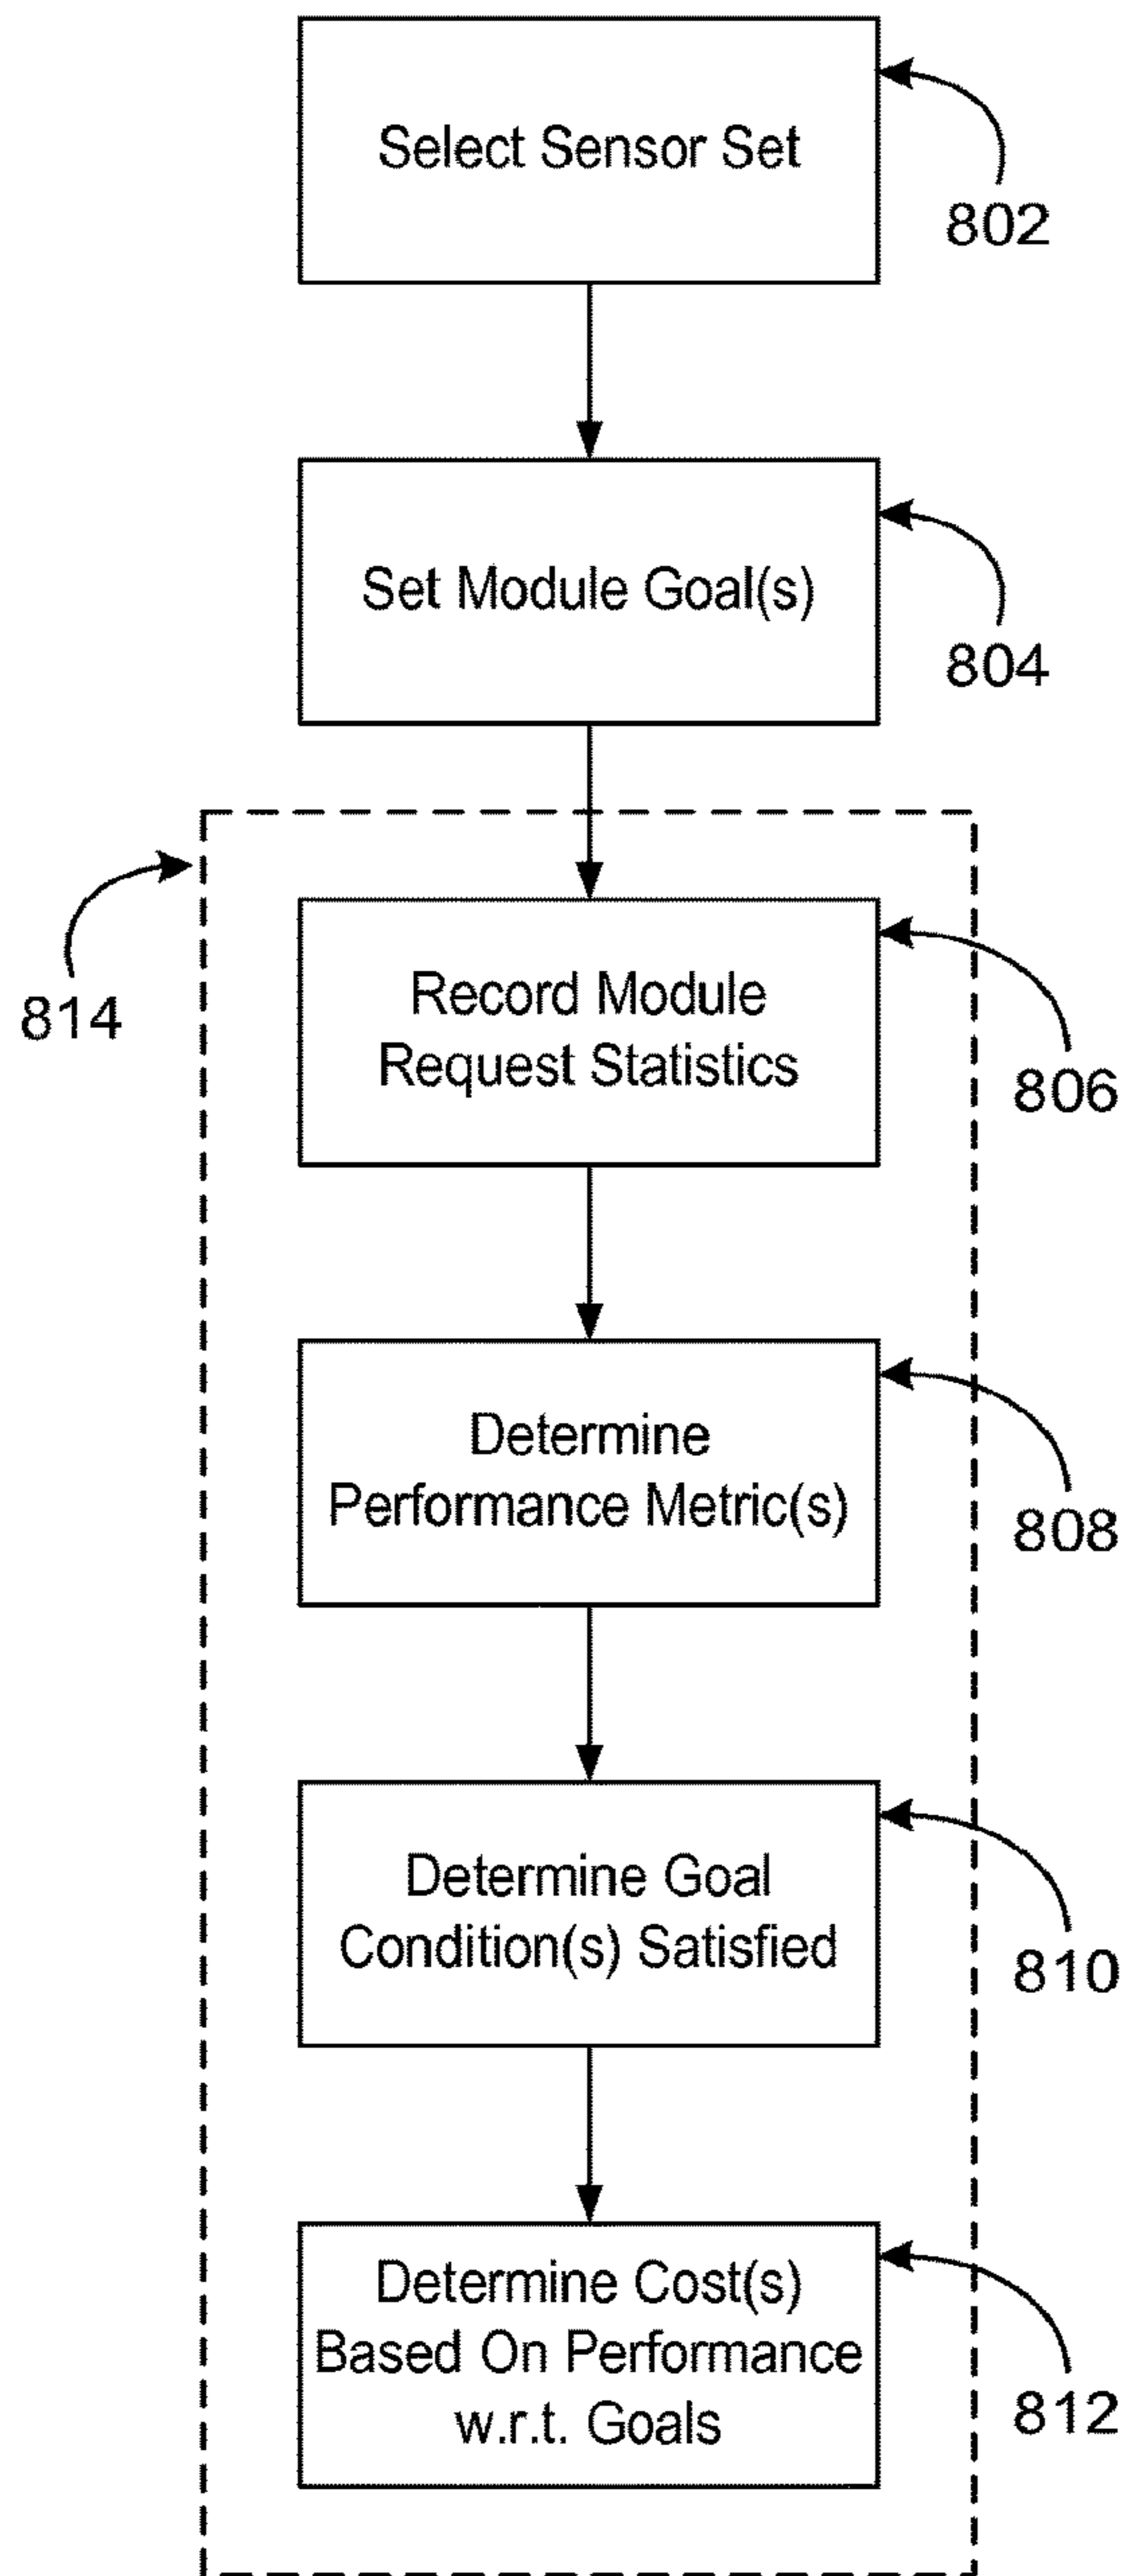 Select Sensor Set
802
Set Module Goal(s)
804
814
Record Module
Request Statistics
806
Determine
Performance Metric(s)
808
Determine Goal
Condition(s) Satisfied
810
Determine Cost(s)
Based On Performance
w.r.t. Goals
812